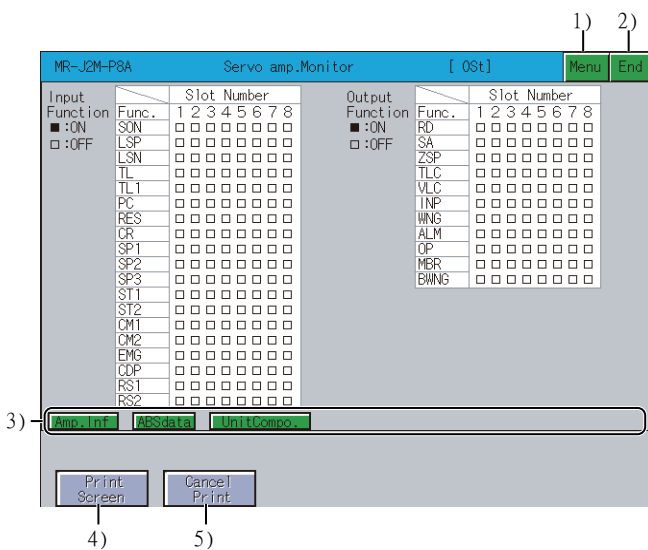 1) 2)
MR-J2M-P8A Servo amp.Monitor [ OSt] Menu End
Input
Function
■:ON
□:OFF
Slot Number
Func. 1 2 3 4 5 6 7 8
SON
LSP
LSN
TL
TL1
PC
RES
CR
SP1
SP2
SP3
ST1
ST2
CM1
CM2
EMG
CDP
RS1
RS2
Output
Function
■:ON
□:OFF
Slot Number
Func. 1 2 3 4 5 6 7 8
RD
SA
ZSP
TLC
VLC
INP
WNG
ALM
OP
MBR
BWNG
3)
Amp.Inf ABSdata UnitCompo.
Print
Screen
Cancel
Print
4) 5)